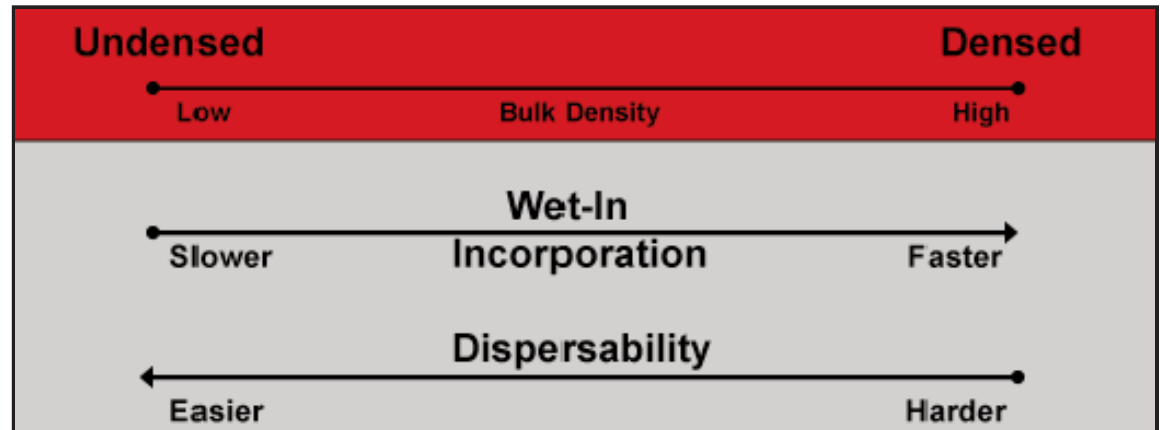 Undensed Densed
Low Bulk Density High
Wet-In
Incorporation
Slower Faster
Dispersability
Easier Harder